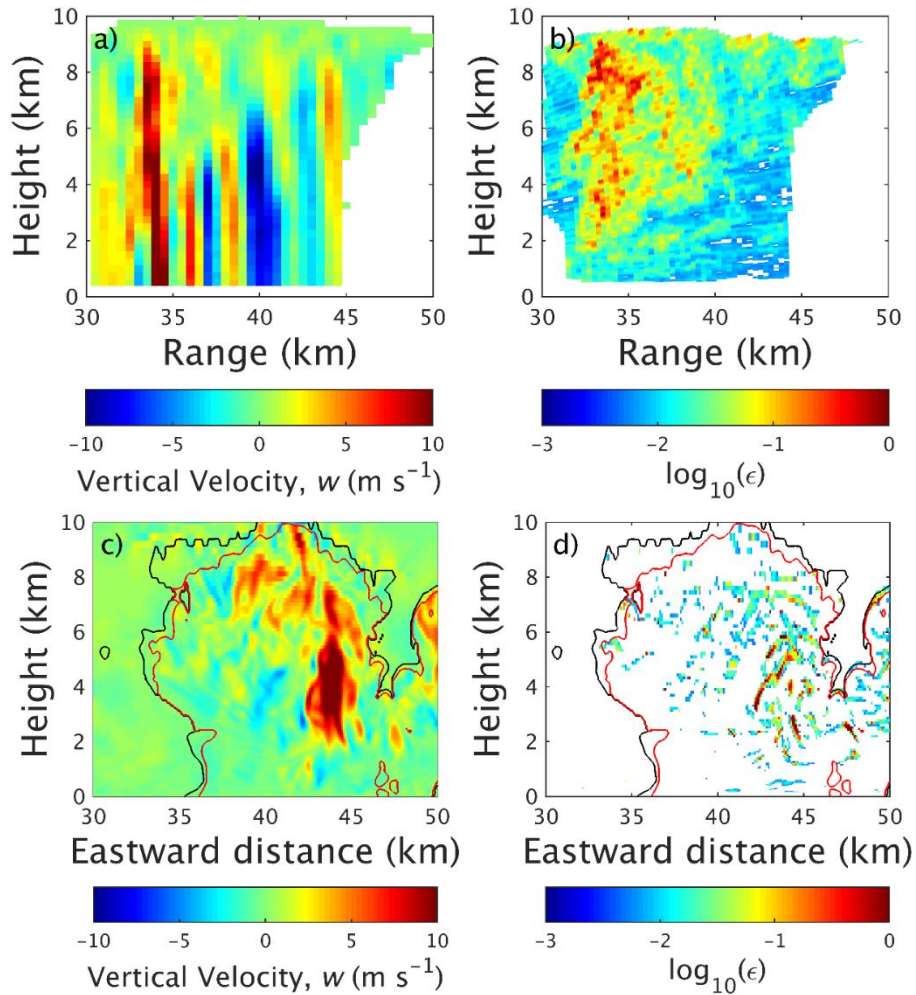 a)
Height (km)
10
8
6
4
2
0
30 35 40 45 50
Range (km)
−10 −5 0 5 10
Vertical Velocity, w (m s⁻¹)
b)
Height (km)
10
8
6
4
2
0
30 35 40 45 50
Range (km)
−3 −2 −1 0
log₁₀(ϵ)
c)
Height (km)
10
8
6
4
2
0
30 35 40 45 50
Eastward distance (km)
−10 −5 0 5 10
Vertical Velocity, w (m s⁻¹)
d)
Height (km)
10
8
6
4
2
0
30 35 40 45 50
Eastward distance (km)
−3 −2 −1 0
log₁₀(ϵ)